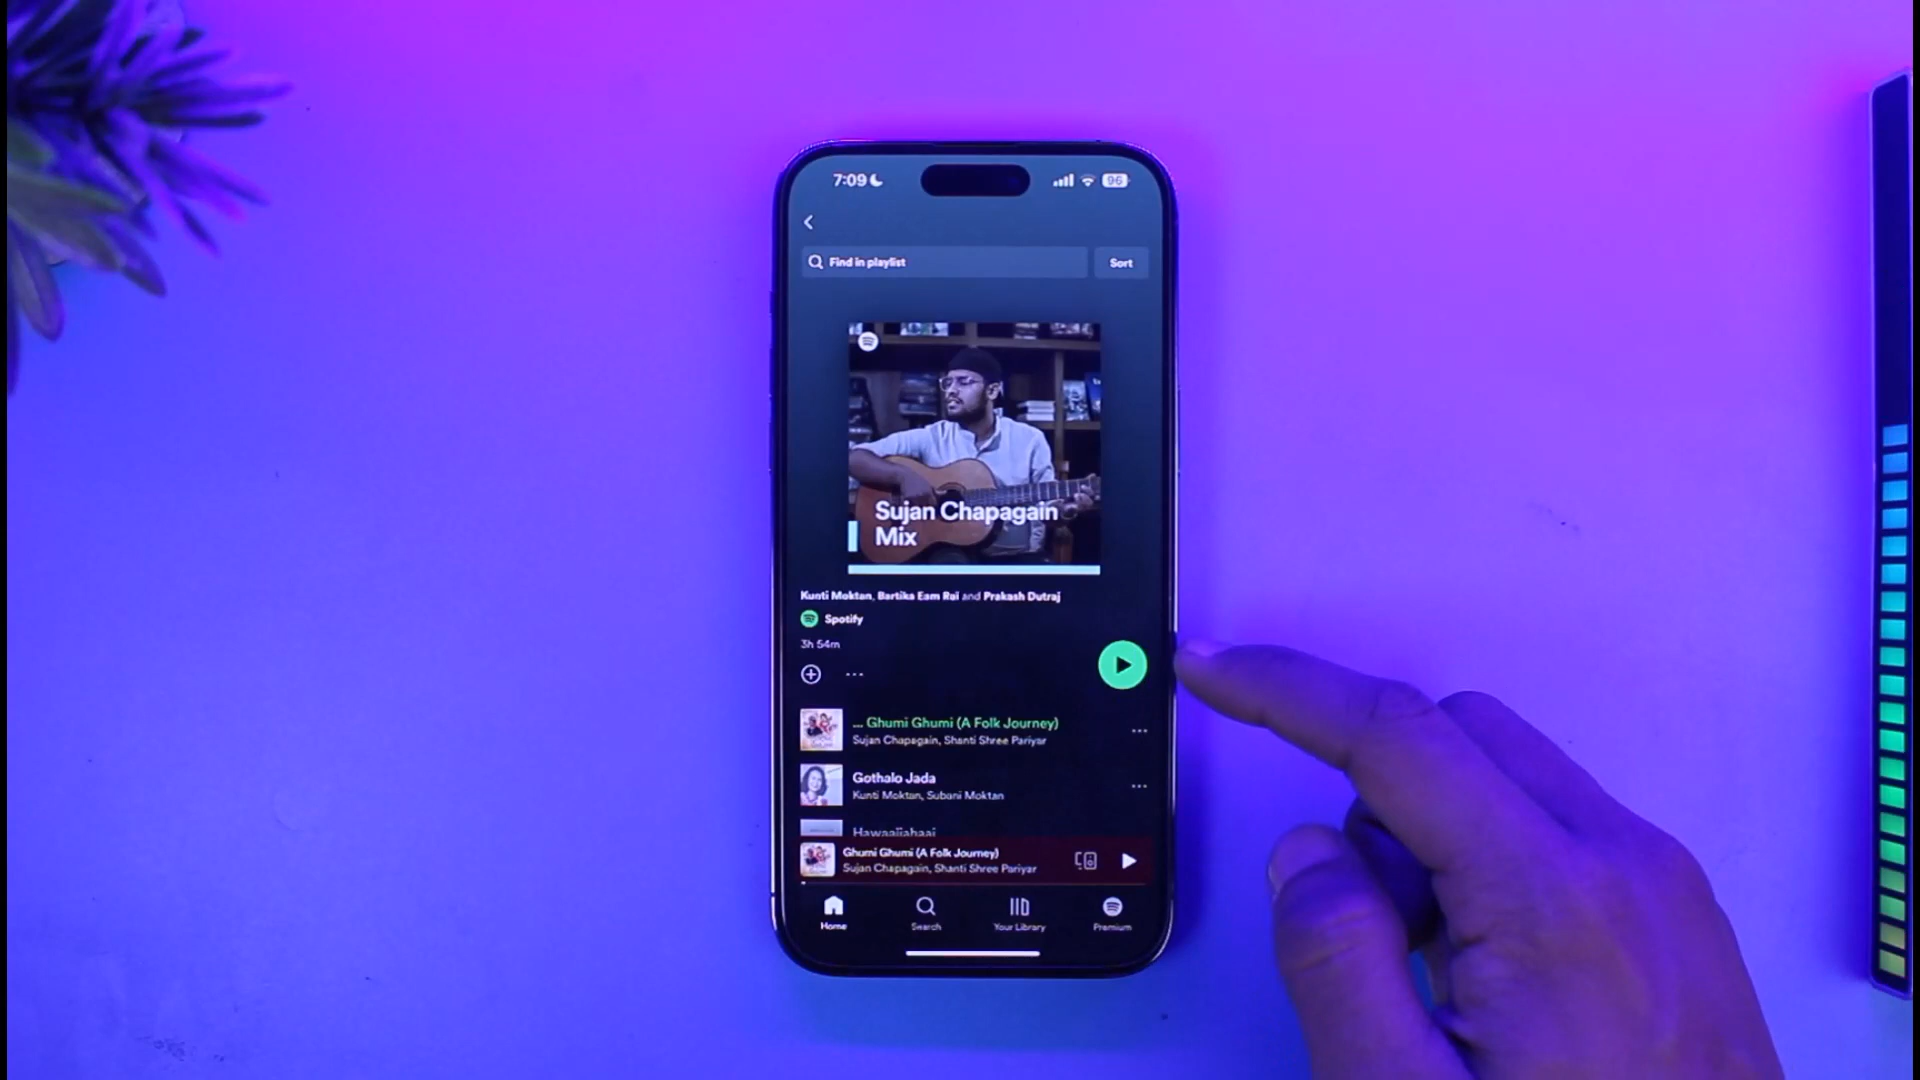 7:09
96
Find in playlist
Sort
Sujan Chapagain
Mix
Kunti Moktan, Bartika Eam Rai and Prakash Dutraj
Spotify
3h 54m
... Ghumi Ghumi (A Folk Journey)
Sujan Chapagain, Shanti Shree Pariyar
Gothalo Jada
Kunti Moktan, Subani Moktan
Hawaaijahaaj
Ghumi Ghumi (A Folk Journey)
Sujan Chapagain, Shanti Shree Pariyar
Home
Search
Your Library
Premium